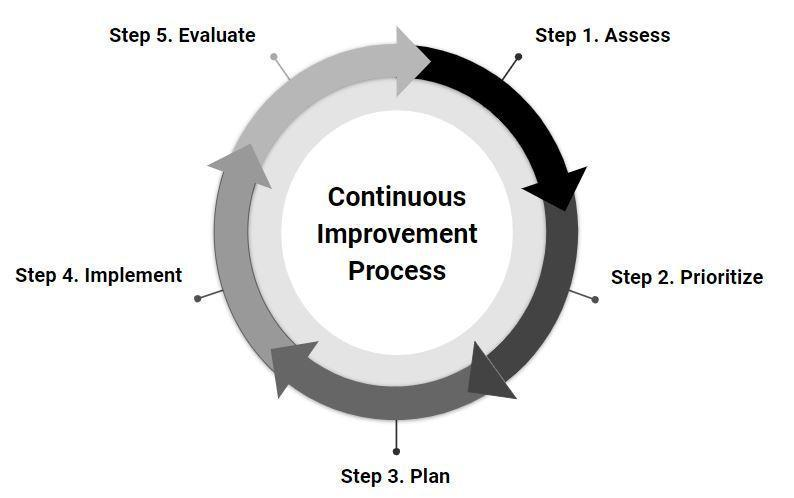 Step 5. Evaluate
Step 1. Assess
Continuous
Improvement
Process
Step 4. Implement
Step 2. Prioritize
Step 3. Plan